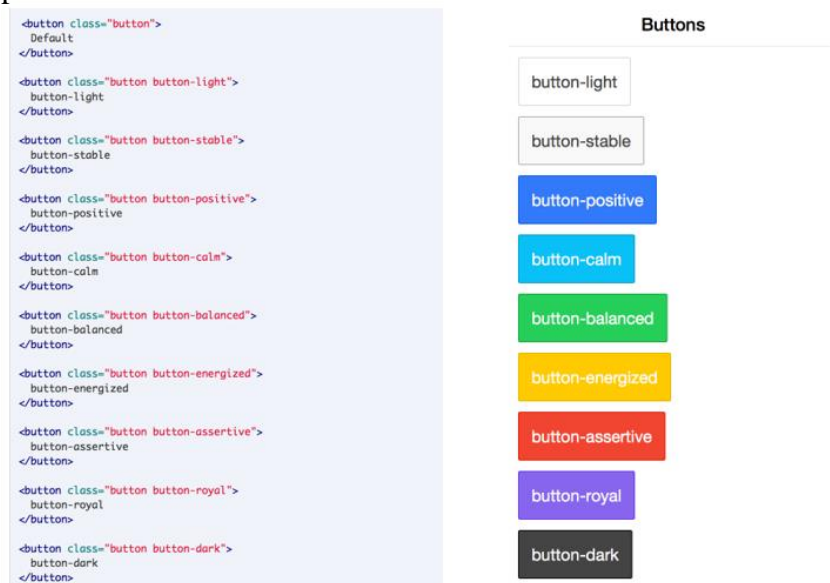 <button class="button">
Default
</button>
<button class="button button-light">
button-light
</button>
<button class="button button-stable">
button-stable
</button>
<button class="button button-positive">
button-positive
</button>
<button class="button button-calm">
button-calm
</button>
<button class="button button-balanced">
button-balanced
</button>
<button class="button button-energized">
button-energized
</button>
<button class="button button-assertive">
button-assertive
</button>
<button class="button button-royal">
button-royal
</button>
<button class="button button-dark">
button-dark
</button>
Buttons
button-light
button-stable
button-positive
button-calm
button-balanced
button-energized
button-assertive
button-royal
button-dark